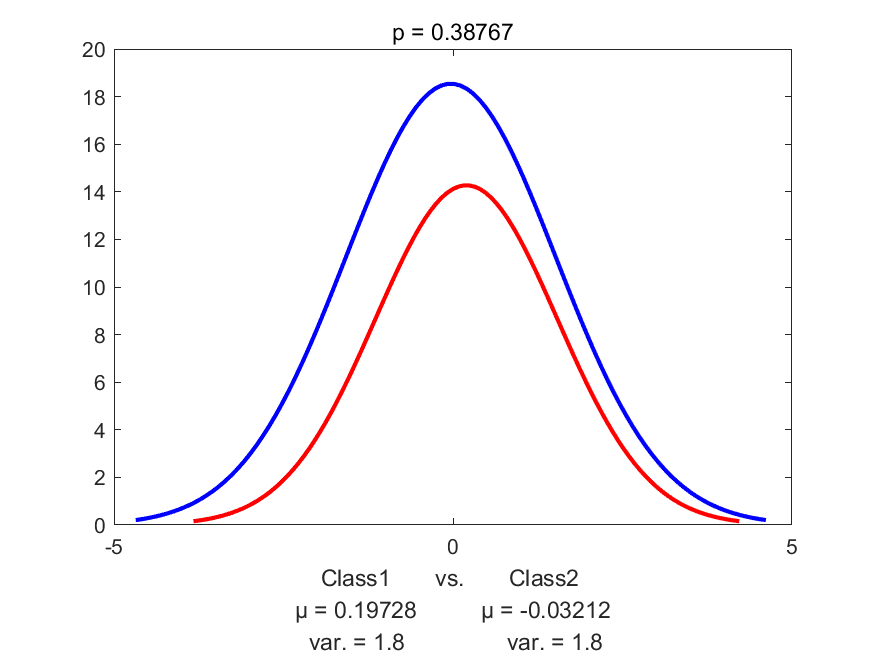 p = 0.38767
20
18
16
14
12
10
8
6
4
2
0
-5 0 5
Class1 vs. Class2
μ = 0.19728 μ = -0.03212
var. = 1.8 var. = 1.8